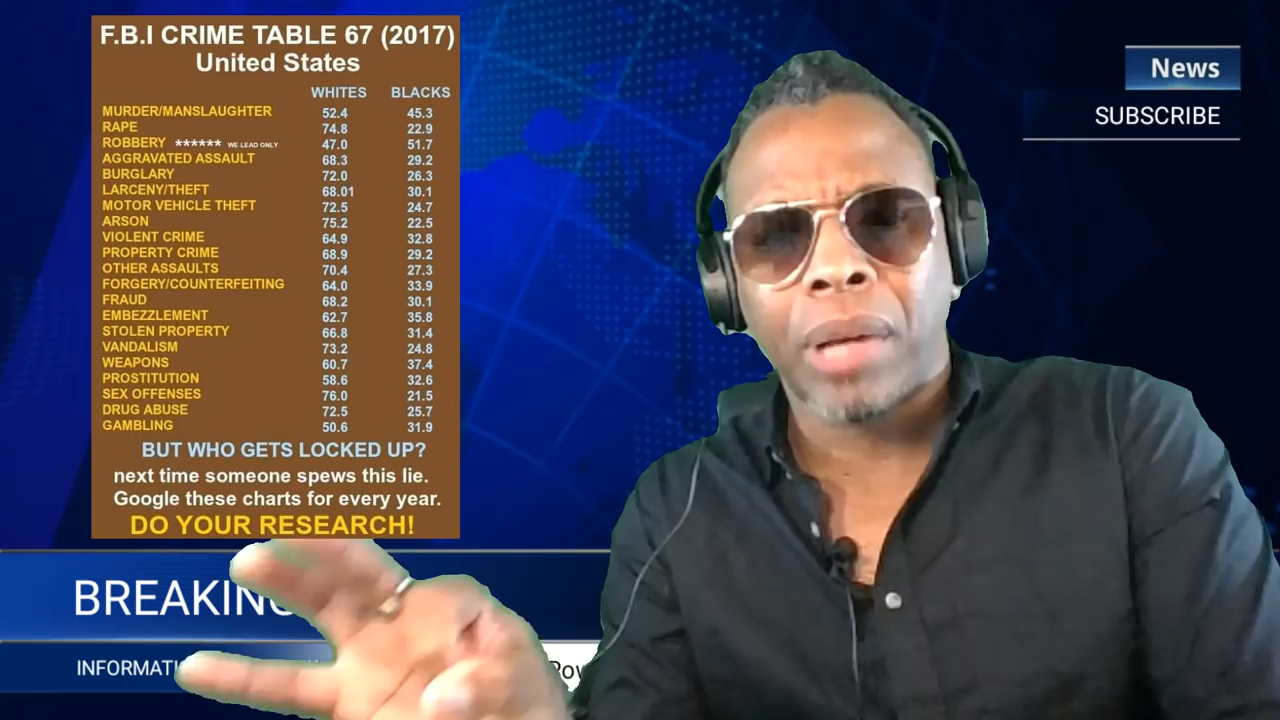 F.B.I CRIME TABLE 67 (2017)
United States
WHITES BLACKS
MURDER/MANSLAUGHTER 52.4 45.3
RAPE 74.8 22.9
ROBBERY ****** WE LEAD ONLY 47.0 51.7
AGGRAVATED ASSAULT 68.3 29.2
BURGLARY 72.0 26.3
LARCENY/THEFT 68.01 30.1
MOTOR VEHICLE THEFT 72.5 24.7
ARSON 75.2 22.5
VIOLENT CRIME 64.9 32.8
PROPERTY CRIME 68.9 29.2
OTHER ASSAULTS 70.4 27.3
FORGERY/COUNTERFEITING 64.0 33.9
FRAUD 68.2 30.1
EMBEZZLEMENT 62.7 35.8
STOLEN PROPERTY 66.8 31.4
VANDALISM 73.2 24.8
WEAPONS 60.7 37.4
PROSTITUTION 58.6 32.6
SEX OFFENSES 76.0 21.5
DRUG ABUSE 72.5 25.7
GAMBLING 50.6 31.9
BUT WHO GETS LOCKED UP?
next time someone spews this lie.
Google these charts for every year.
DO YOUR RESEARCH!
News
SUBSCRIBE
BREAKING
INFORMATI